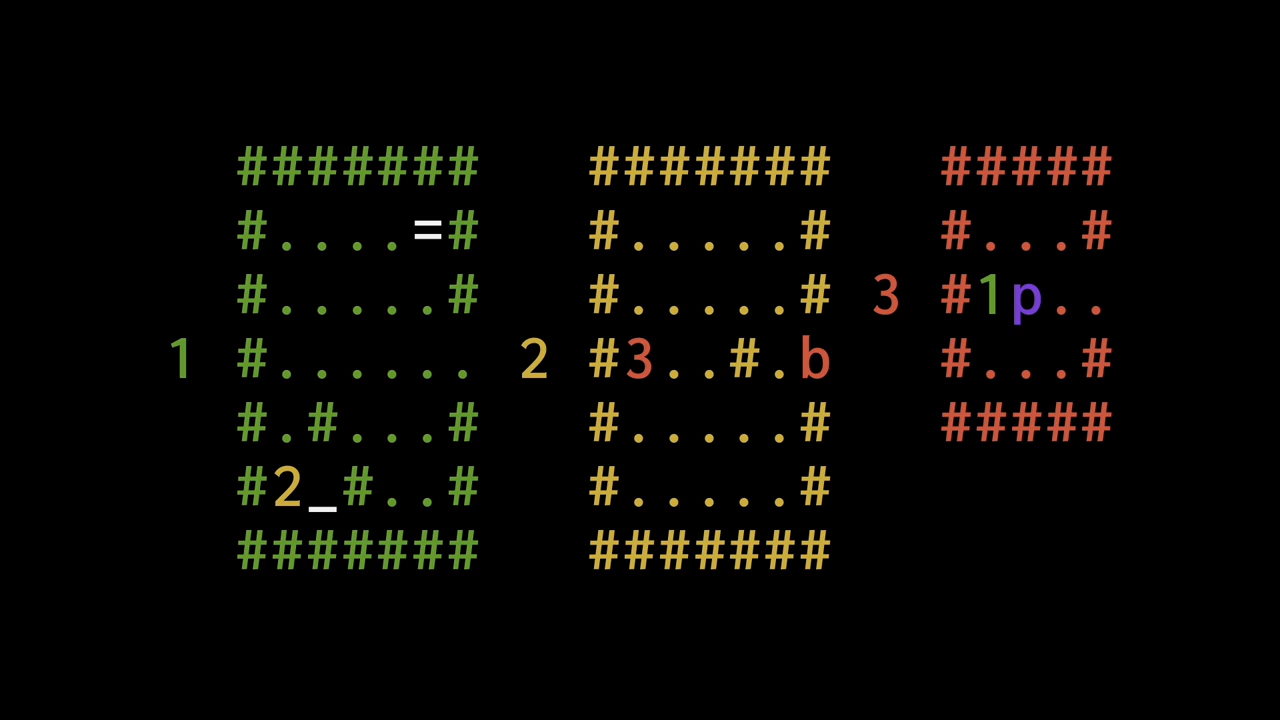 #######   #######   #####
#....=#   #.....#   #...#
#.....#   #.....# 3 #1p..
1 #...... 2 #3..#.b   #...#
#.#...#   #.....#   #####
#2_#..#   #.....#
#######   #######